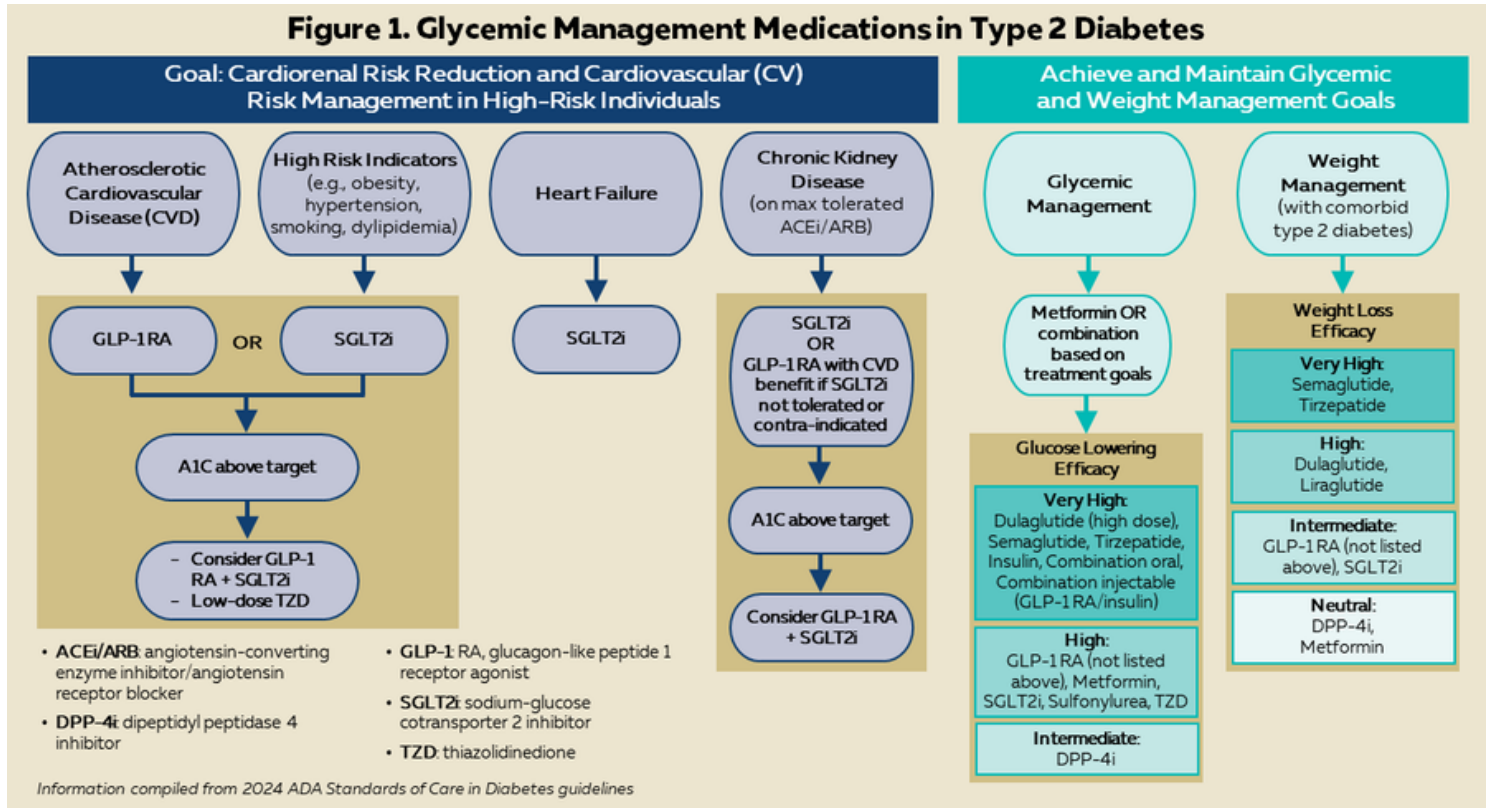 Figure 1. Glycemic Management Medications in Type 2 Diabetes
Goal: Cardiorenal Risk Reduction and Cardiovascular (CV)
Risk Management in High-Risk Individuals
Atherosclerotic
Cardiovascular
Disease (CVD)
High Risk Indicators
(e.g., obesity,
hypertension,
smoking, dylipidemia)
Heart Failure
Chronic Kidney
Disease
(on max tolerated
ACEi/ARB)
GLP-1 RA
OR
SGLT2i
A1C above target
- Consider GLP-1
RA + SGLT2i
- Low-dose TZD
SGLT2i
SGLT2i
OR
GLP-1 RA with CVD
benefit if SGLT2i
not tolerated or
contra-indicated
A1C above target
Consider GLP-1 RA
+ SGLT2i
Achieve and Maintain Glycemic
and Weight Management Goals
Glycemic
Management
Metformin OR
combination
based on
treatment goals
Glucose Lowering
Efficacy
Very High:
Dulaglutide (high dose),
Semaglutide, Tirzepatide,
Insulin, Combination oral,
Combination injectable
(GLP-1 RA/insulin)
High:
GLP-1 RA (not listed
above), Metformin,
SGLT2i, Sulfonylurea, TZD
Intermediate:
DPP-4i
Weight
Management
(with comorbid
type 2 diabetes)
Weight Loss
Efficacy
Very High:
Semaglutide,
Tirzepatide
High:
Dulaglutide,
Liraglutide
Intermediate:
GLP-1 RA (not listed
above), SGLT2i
Neutral:
DPP-4i,
Metformin
• ACEi/ARB: angiotensin-converting
enzyme inhibitor/angiotensin
receptor blocker
• DPP-4i: dipeptidyl peptidase 4
inhibitor
• GLP-1: RA, glucagon-like peptide 1
receptor agonist
• SGLT2i: sodium-glucose
cotransporter 2 inhibitor
• TZD: thiazolidinedione
Information compiled from 2024 ADA Standards of Care in Diabetes guidelines